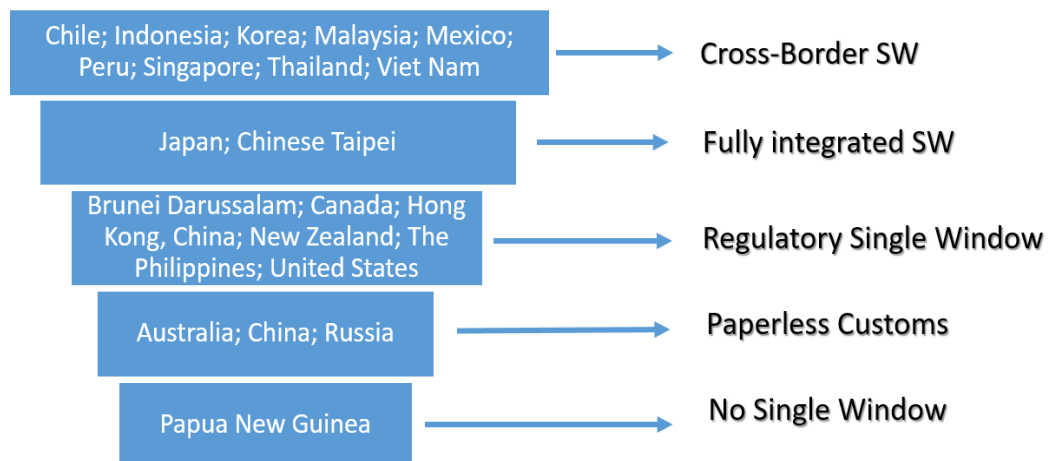 Chile; Indonesia; Korea; Malaysia; Mexico;
Peru; Singapore; Thailand; Viet Nam
Cross-Border SW
Japan; Chinese Taipei
Fully integrated SW
Brunei Darussalam; Canada; Hong
Kong, China; New Zealand; The
Philippines; United States
Regulatory Single Window
Australia; China; Russia
Paperless Customs
Papua New Guinea
No Single Window